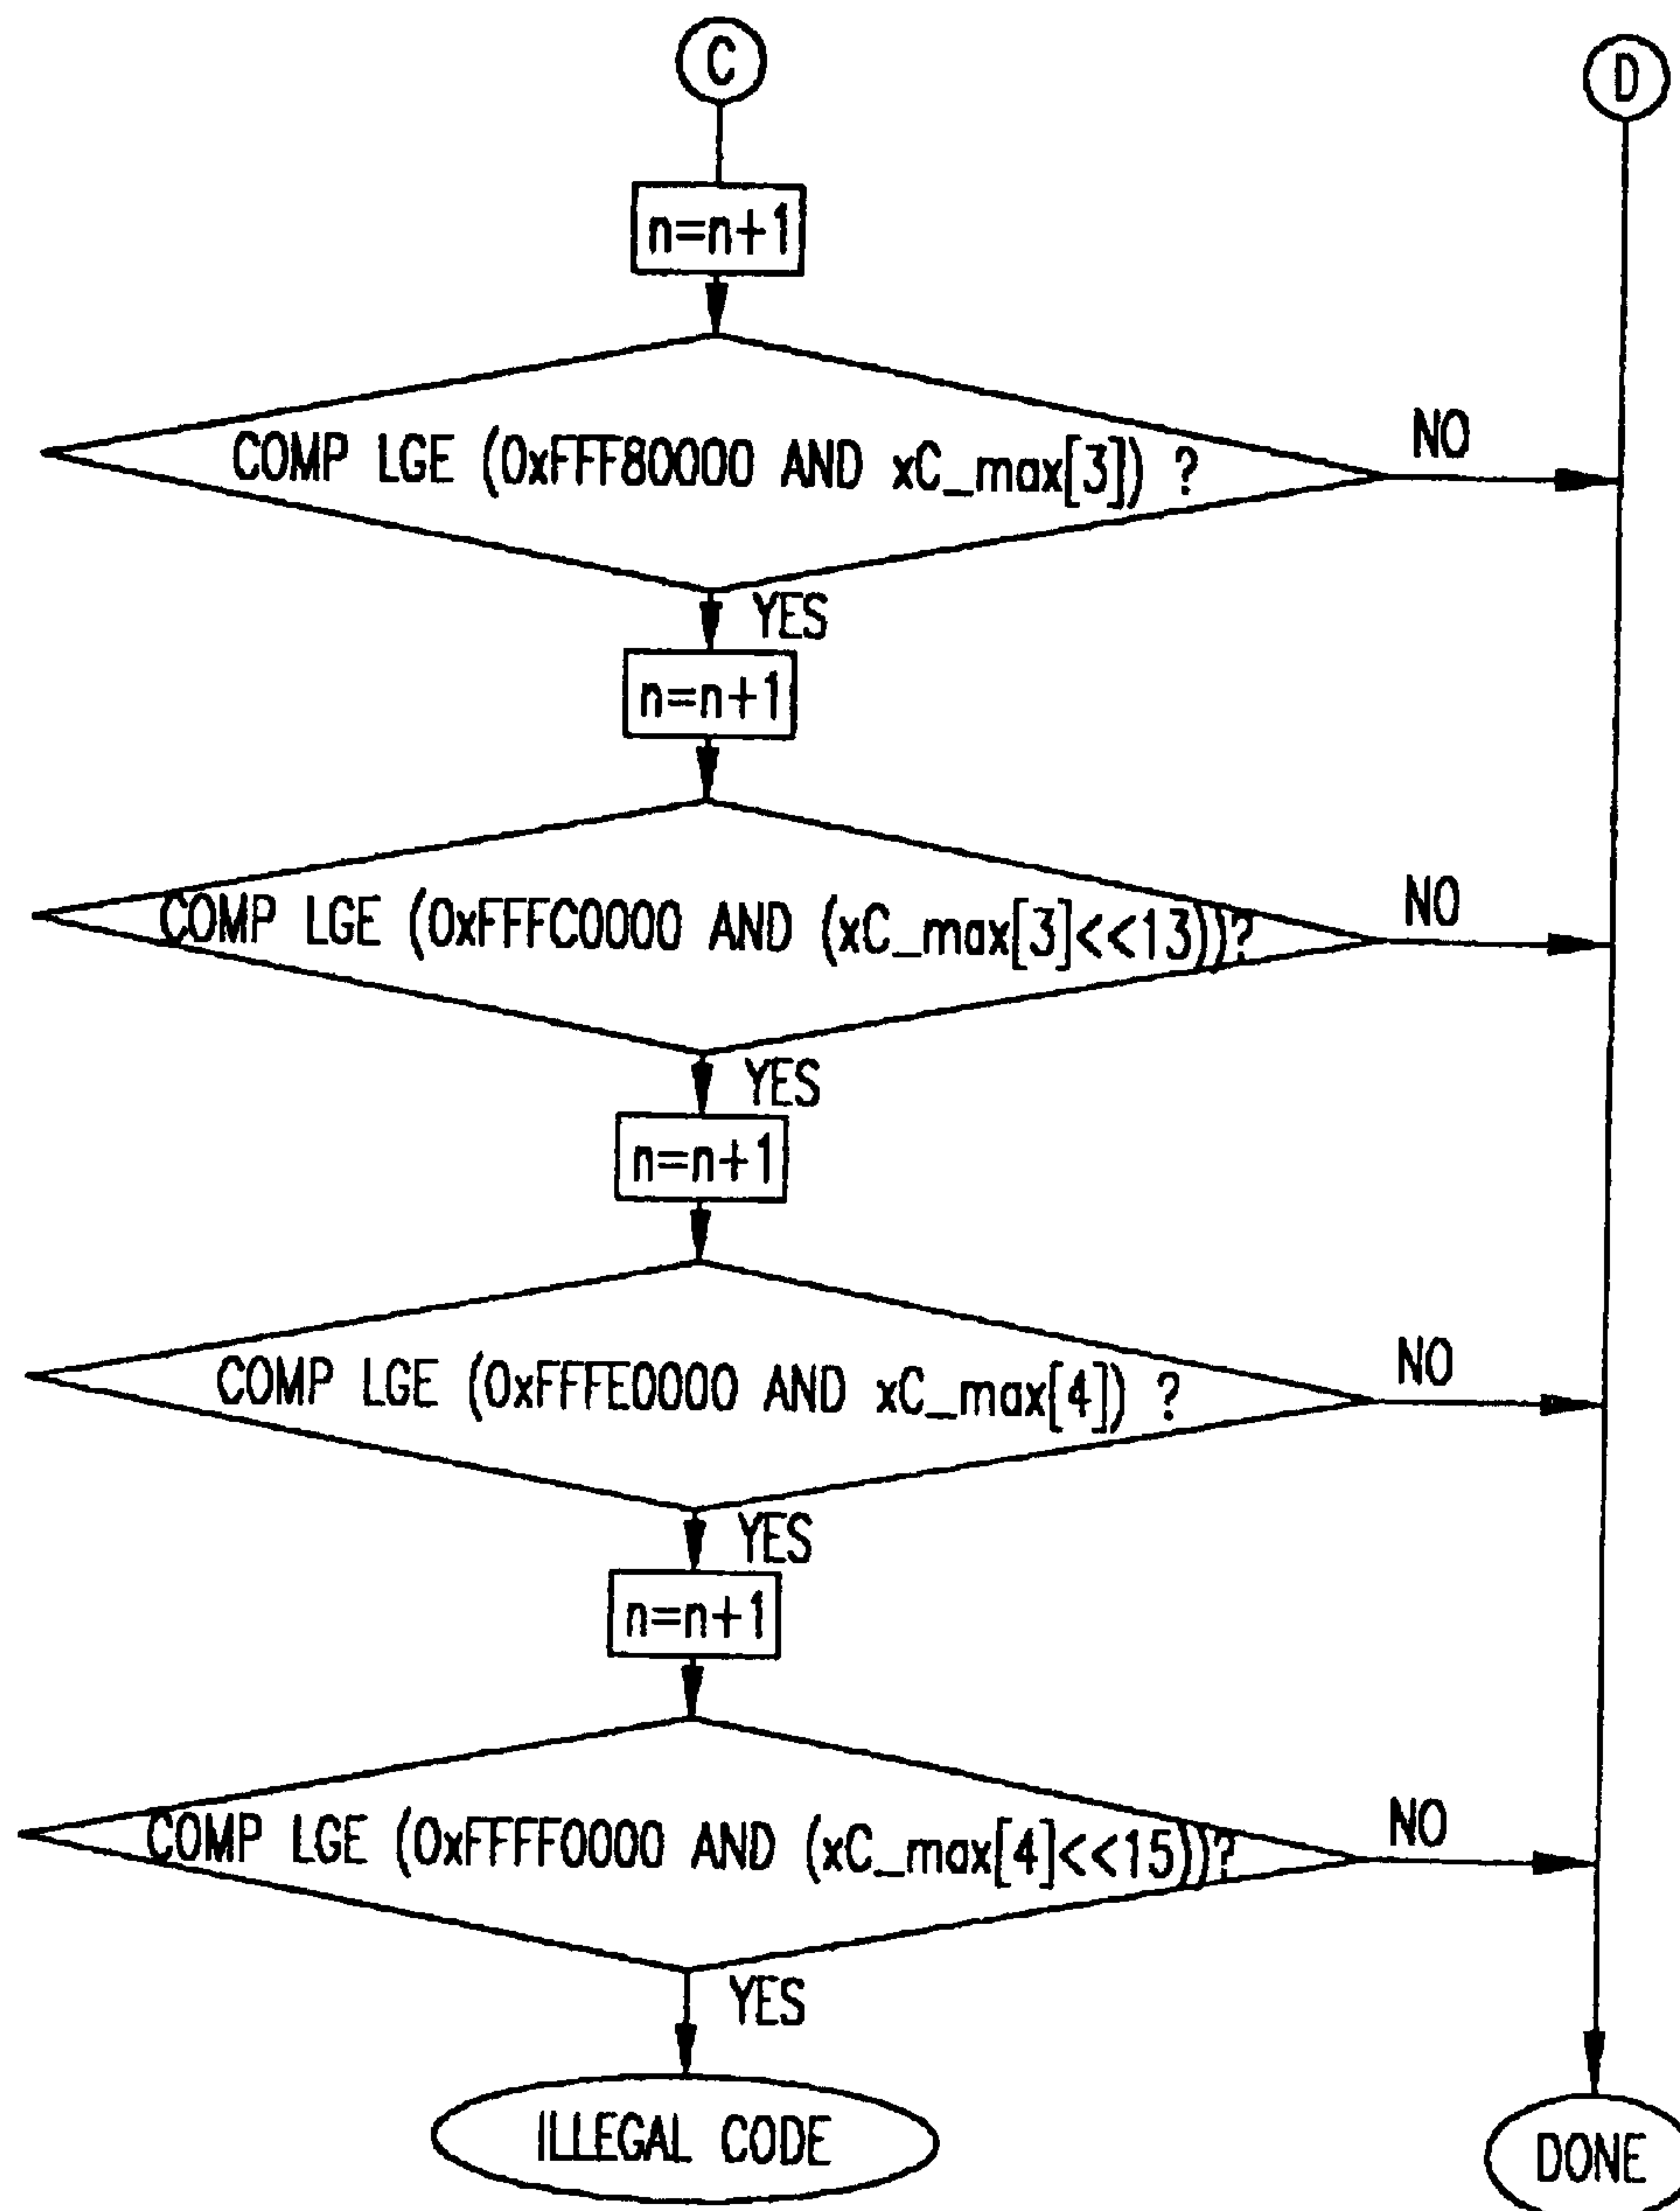 C
D
n=n+1
COMP LGE (0xFFF80000 AND xC_max[3]) ?
NO
YES
n=n+1
COMP LGE (0xFFFC0000 AND (xC_max[3]<<13))?
NO
YES
n=n+1
COMP LGE (0xFFFE0000 AND xC_max[4]) ?
NO
YES
n=n+1
COMP LGE (0xFFFF0000 AND (xC_max[4]<<15))?
NO
YES
ILLEGAL CODE
DONE